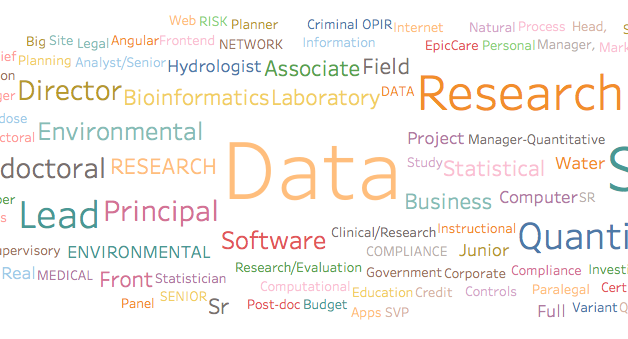 Web RISK Planner Criminal OPIR Internet Natural Process Head,
Big Site Legal Angular Frontend NETWORK Information EpicCare Personal Manager,
Planning Analyst/Senior Hydrologist Associate Field
Director Bioinformatics Laboratory DATA Research
Environmental Project Manager-Quantitative
doctoral RESEARCH Data Study Statistical Water
Lead Principal Business Computer SR
Software Clinical/Research Instructional Quanti
upervisory ENVIRONMENTAL COMPLIANCE Junior
Real MEDICAL Front Statistician Research/Evaluation Government Corporate Compliance Investi
Computational
Panel SENIOR Sr Post-doc Budget Education Credit Controls Paralegal Cert
Apps SVP Full Variant